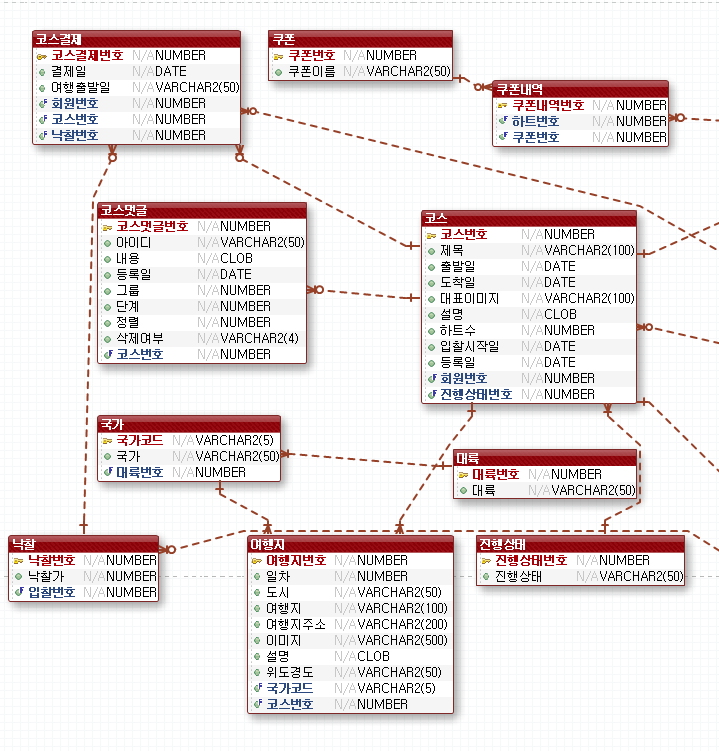 코스결제
코스결제번호 N/A NUMBER
결제일 N/A DATE
여행출발일 N/A VARCHAR2(50)
회원번호 N/A NUMBER
코스번호 N/A NUMBER
낙찰번호 N/A NUMBER
쿠폰
쿠폰번호 N/A NUMBER
쿠폰이름 N/A VARCHAR2(50)
쿠폰내역
쿠폰내역번호 N/A NUMBER
하트번호 N/A NUMBER
쿠폰번호 N/A NUMBER
코스댓글
코스댓글번호 N/A NUMBER
아이디 N/A VARCHAR2(50)
내용 N/A CLOB
등록일 N/A DATE
그룹 N/A NUMBER
단계 N/A NUMBER
정렬 N/A NUMBER
삭제여부 N/A VARCHAR2(4)
코스번호 N/A NUMBER
코스
코스번호 N/A NUMBER
제목 N/A VARCHAR2(100)
출발일 N/A DATE
도착일 N/A DATE
대표이미지 N/A VARCHAR2(100)
설명 N/A CLOB
하트수 N/A NUMBER
입찰시작일 N/A DATE
등록일 N/A DATE
회원번호 N/A NUMBER
진행상태번호 N/A NUMBER
국가
국가코드 N/A VARCHAR2(5)
국가 N/A VARCHAR2(50)
대륙번호 N/A NUMBER
대륙
대륙번호 N/A NUMBER
대륙 N/A VARCHAR2(50)
낙찰
낙찰번호 N/A NUMBER
낙찰가 N/A NUMBER
입찰번호 N/A NUMBER
여행지
여행지번호 N/A NUMBER
일차 N/A NUMBER
도시 N/A VARCHAR2(50)
여행지 N/A VARCHAR2(100)
여행지주소 N/A VARCHAR2(200)
이미지 N/A VARCHAR2(500)
설명 N/A CLOB
위도경도 N/A VARCHAR2(50)
국가코드 N/A VARCHAR2(5)
코스번호 N/A NUMBER
진행상태
진행상태번호 N/A NUMBER
진행상태 N/A VARCHAR2(50)